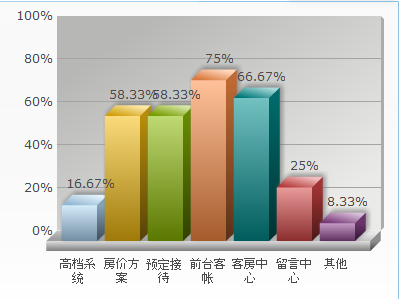 100%
80%
60%
40%
20%
0%
16.67%
58.33%
58.33%
75%
66.67%
25%
8.33%
高档系
统
房价方
案
预定接
待
前台客
帐
客房中
心
留言中
心
其他